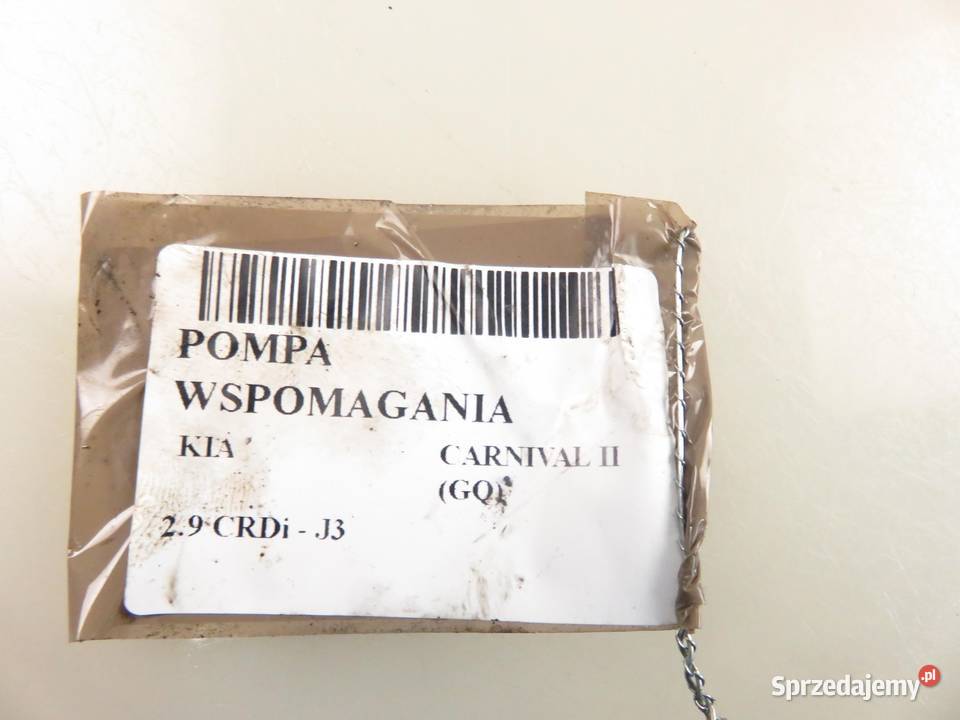 POMPA
WSPOMAGANIA
KIA CARNIVAL II
(GQ)
2.9 CRDi - J3
Sprzedajemy.pl